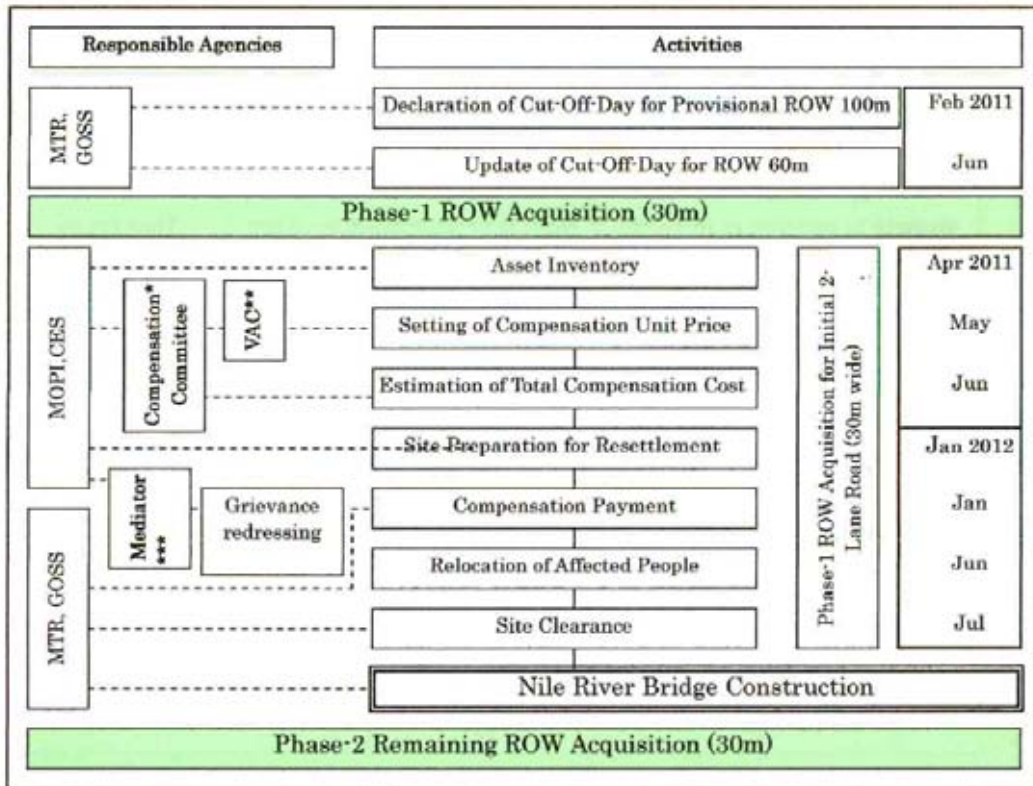 Responsible Agencies
Activities
MTR,
GOSS
Declaration of Cut-Off-Day for Provisional ROW 100m
Feb 2011
Update of Cut-Off-Day for ROW 60m
Jun
Phase-1 ROW Acquisition (30m)
MOPI,CES
Compensation*
Committee
VAC**
Asset Inventory
Setting of Compensation Unit Price
Estimation of Total Compensation Cost
Site Preparation for Resettlement
Phase-1 ROW Acquisition for Initial 2-
Lane Road (30m wide)
Apr 2011
May
Jun
Jan 2012
MTR, GOSS
Mediator
***
Grievance
redressing
Compensation Payment
Jan
Relocation of Affected People
Jun
Site Clearance
Jul
Nile River Bridge Construction
Phase-2 Remaining ROW Acquisition (30m)